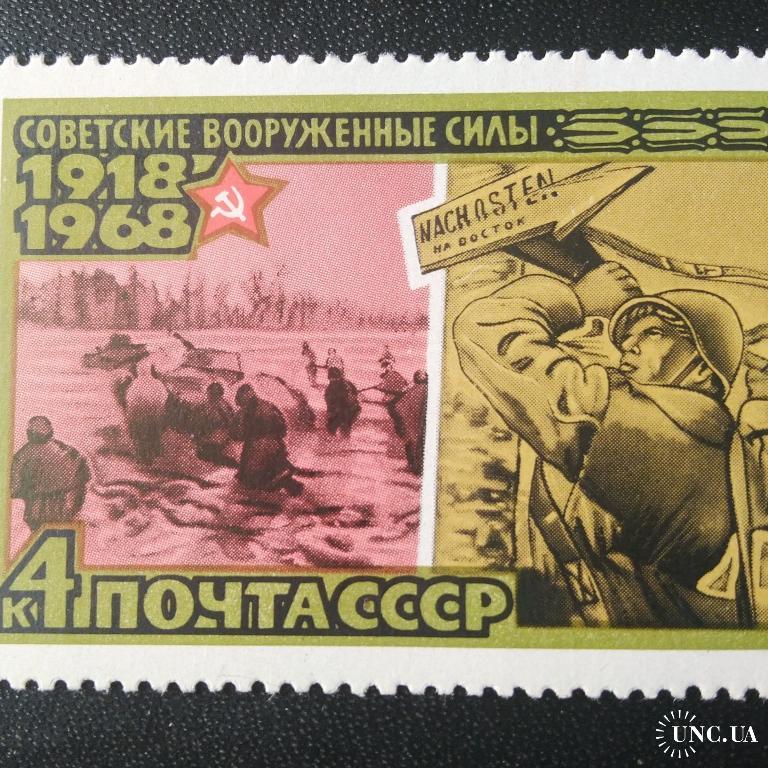 СОВЕТСКИЕ ВООРУЖЕННЫЕ СИЛЫ
1918
1968
NACH OSTEN
НА ВОСТОК
4к ПОЧТА СССР
UNC.UA